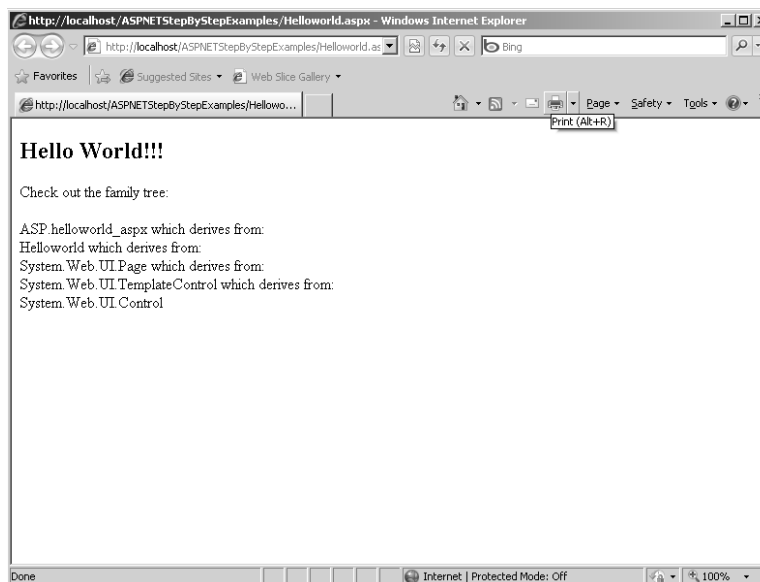 http://localhost/ASPNETStepByStepExamples/Helloworld.aspx - Windows Internet Explorer
http://localhost/ASPNETStepByStepExamples/Helloworld.as
Bing
Favorites Suggested Sites Web Slice Gallery
http://localhost/ASPNETStepByStepExamples/Hellowo...
Page Safety Tools
Print (Alt+R)
Hello World!!!
Check out the family tree:
ASP.helloworld_aspx which derives from:
Helloworld which derives from:
System.Web.UI.Page which derives from:
System.Web.UI.TemplateControl which derives from:
System.Web.UI.Control
Done Internet | Protected Mode: Off 100%